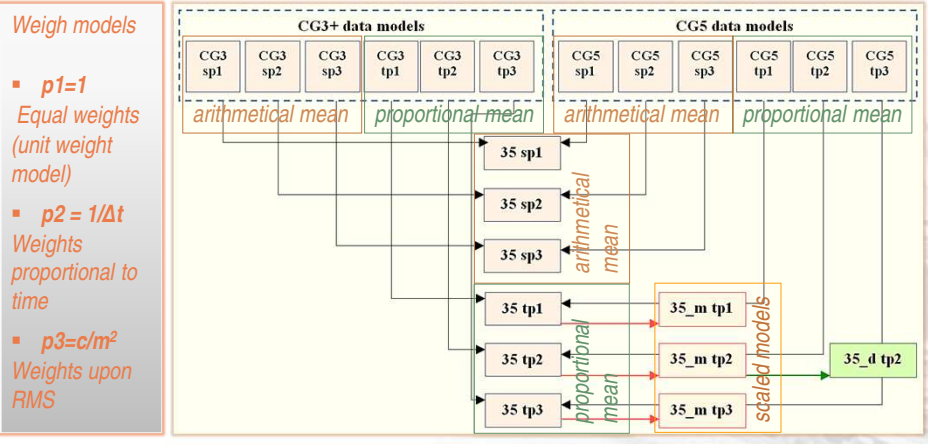 Weigh models
▪ p1=1
Equal weights
(unit weight
model)
▪ p2 = 1/Δt
Weights
proportional to
time
▪ p3=c/m²
Weights upon
RMS
CG3+ data models
CG5 data models
CG3
sp1
CG3
sp2
CG3
sp3
CG3
tp1
CG3
tp2
CG3
tp3
CG5
sp1
CG5
sp2
CG5
sp3
CG5
tp1
CG5
tp2
CG5
tp3
arithmetical mean
proportional mean
arithmetical mean
proportional mean
35 sp1
35 sp2
35 sp3
arithmetical
mean
35 tp1
35 tp2
35 tp3
proportional
mean
35_m tp1
35_m tp2
35_m tp3
scaled models
35_d tp2